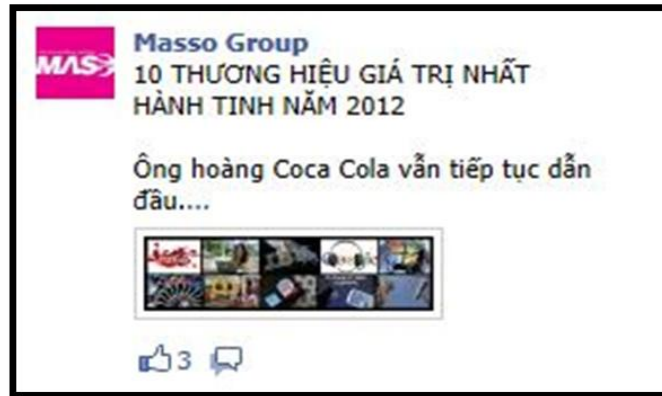 MASSO
Masso Group
10 THƯƠNG HIỆU GIÁ TRỊ NHẤT
HÀNH TINH NĂM 2012
Ông hoàng Coca Cola vẫn tiếp tục dẫn
đầu....
3